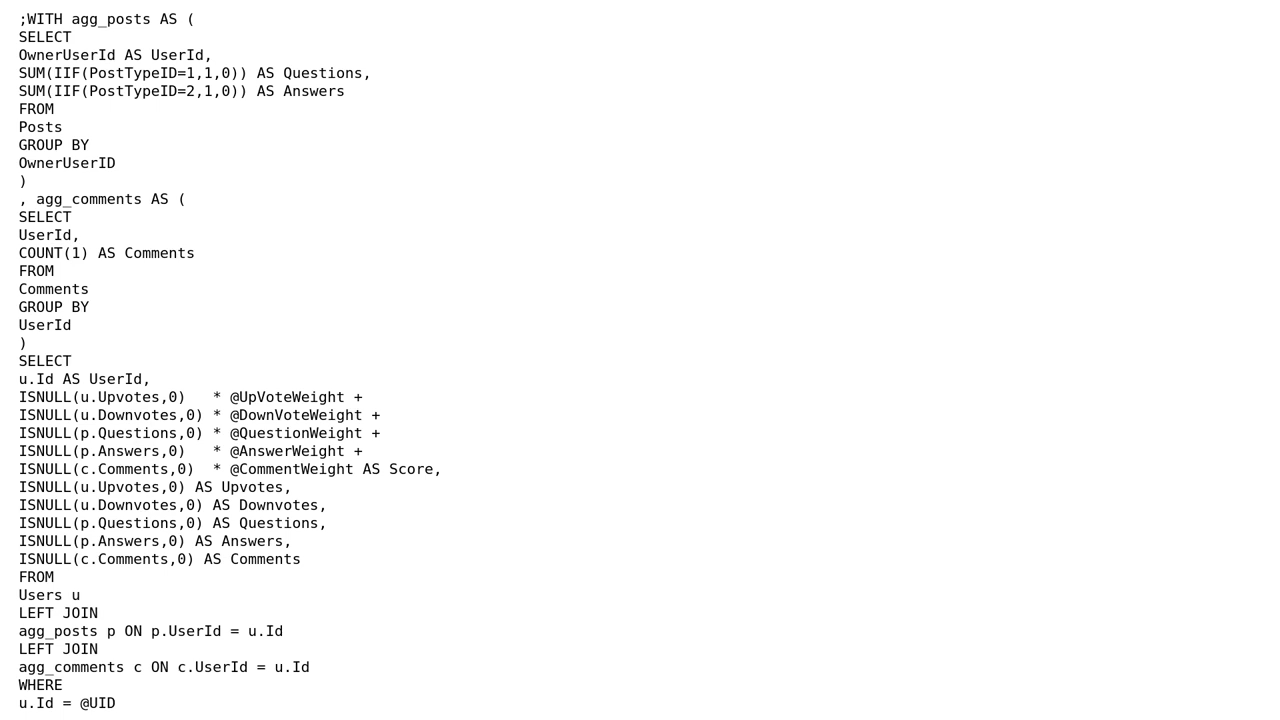 ;WITH agg_posts AS (
SELECT
OwnerUserId AS UserId,
SUM(IIF(PostTypeID=1,1,0)) AS Questions,
SUM(IIF(PostTypeID=2,1,0)) AS Answers
FROM
Posts
GROUP BY
OwnerUserID
)
, agg_comments AS (
SELECT
UserId,
COUNT(1) AS Comments
FROM
Comments
GROUP BY
UserId
)
SELECT
u.Id AS UserId,
ISNULL(u.Upvotes,0)   * @UpVoteWeight +
ISNULL(u.Downvotes,0) * @DownVoteWeight +
ISNULL(p.Questions,0) * @QuestionWeight +
ISNULL(p.Answers,0)   * @AnswerWeight +
ISNULL(c.Comments,0)  * @CommentWeight AS Score,
ISNULL(u.Upvotes,0) AS Upvotes,
ISNULL(u.Downvotes,0) AS Downvotes,
ISNULL(p.Questions,0) AS Questions,
ISNULL(p.Answers,0) AS Answers,
ISNULL(c.Comments,0) AS Comments
FROM
Users u
LEFT JOIN
agg_posts p ON p.UserId = u.Id
LEFT JOIN
agg_comments c ON c.UserId = u.Id
WHERE
u.Id = @UID